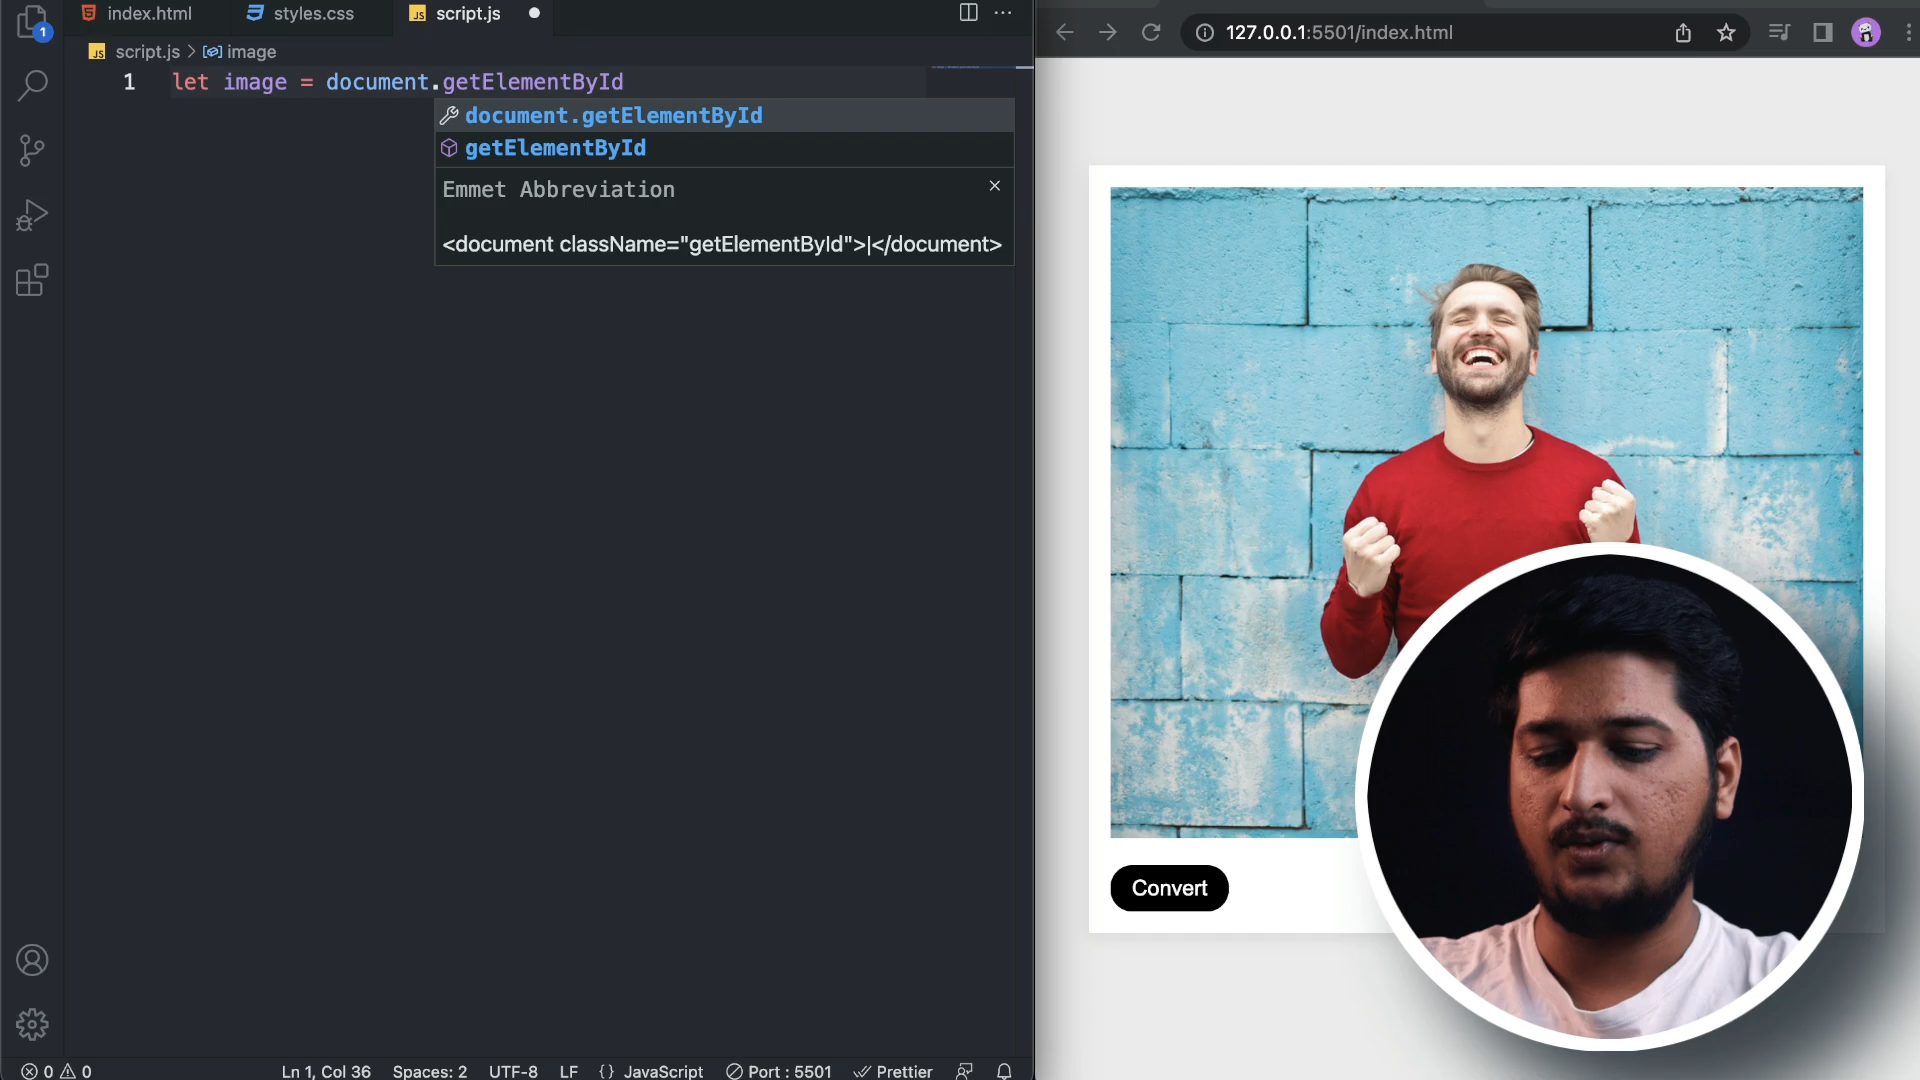 1
index.html
styles.css
script.js
127.0.0.1:5501/index.html
script.js > image
1 let image = document.getElementById
document.getElementById
getElementById
Emmet Abbreviation
<document className="getElementById">|</document>
Convert
0 0
Ln 1, Col 36
Spaces: 2
UTF-8
LF
{ } JavaScript
Port : 5501
Prettier